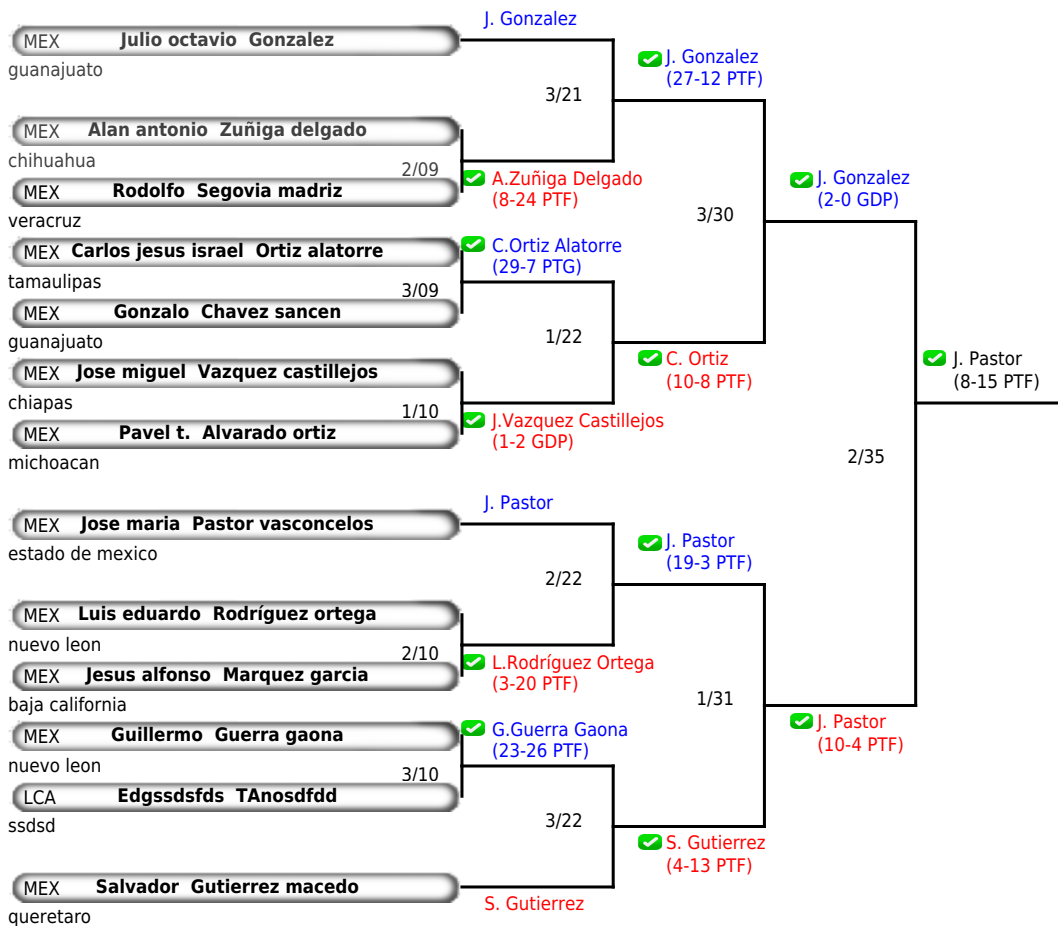 J. Gonzalez
MEX Julio octavio Gonzalez
guanajuato
J. Gonzalez
(27-12 PTF)
3/21
MEX Alan antonio Zuñiga delgado
chihuahua
2/09
A.Zuñiga Delgado
(8-24 PTF)
MEX Rodolfo Segovia madriz
veracruz
J. Gonzalez
(2-0 GDP)
3/30
MEX Carlos jesus israel Ortiz alatorre
tamaulipas
C.Ortiz Alatorre
(29-7 PTG)
3/09
MEX Gonzalo Chavez sancen
guanajuato
1/22
C. Ortiz
(10-8 PTF)
MEX Jose miguel Vazquez castillejos
chiapas
1/10
J.Vazquez Castillejos
(1-2 GDP)
MEX Pavel t. Alvarado ortiz
michoacan
J. Pastor
(8-15 PTF)
2/35
J. Pastor
MEX Jose maria Pastor vasconcelos
estado de mexico
J. Pastor
(19-3 PTF)
2/22
MEX Luis eduardo Rodríguez ortega
nuevo leon
2/10
L.Rodríguez Ortega
(3-20 PTF)
MEX Jesus alfonso Marquez garcia
baja california
1/31
J. Pastor
(10-4 PTF)
MEX Guillermo Guerra gaona
nuevo leon
G.Guerra Gaona
(23-26 PTF)
3/10
LCA Edgssdsfds TAnosdfdd
ssdsd
3/22
S. Gutierrez
(4-13 PTF)
MEX Salvador Gutierrez macedo
queretaro
S. Gutierrez